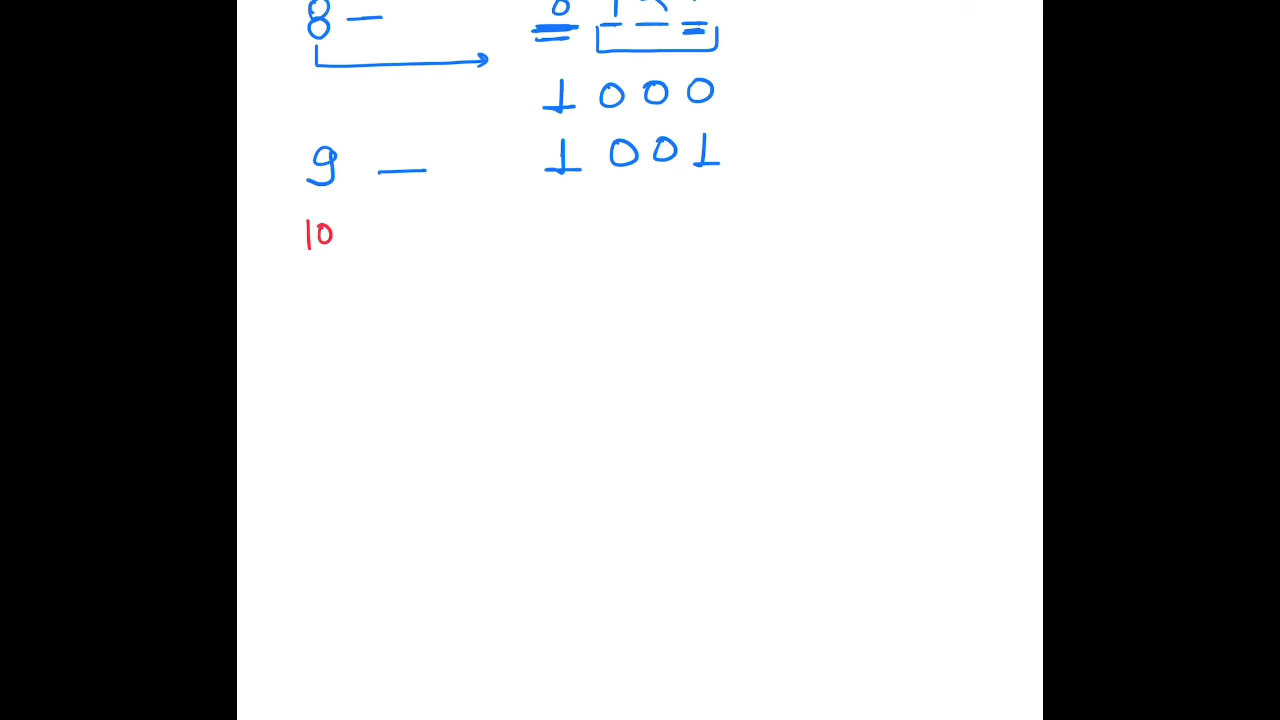 8 —
1 0 0 0
9 — 1 0 0 1
10